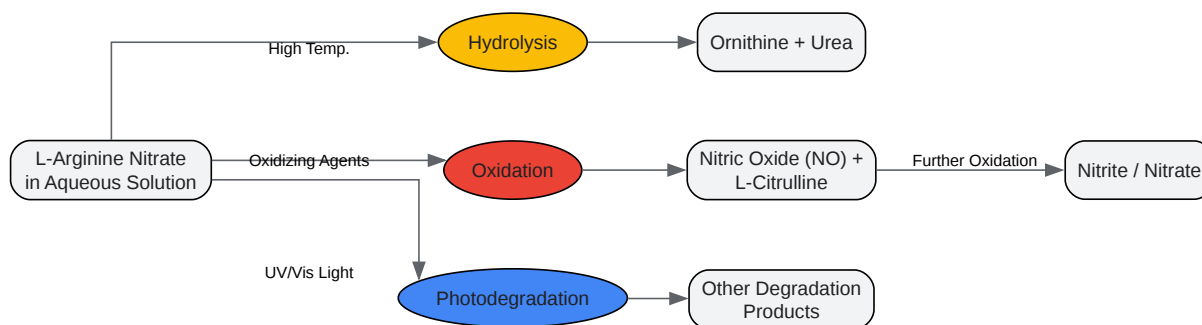 High Temp.
Hydrolysis
Ornithine + Urea
L-Arginine Nitrate
in Aqueous Solution
Oxidizing Agents
Oxidation
Nitric Oxide (NO) +
L-Citrulline
Further Oxidation
Nitrite / Nitrate
UV/Vis Light
Photodegradation
Other Degradation
Products